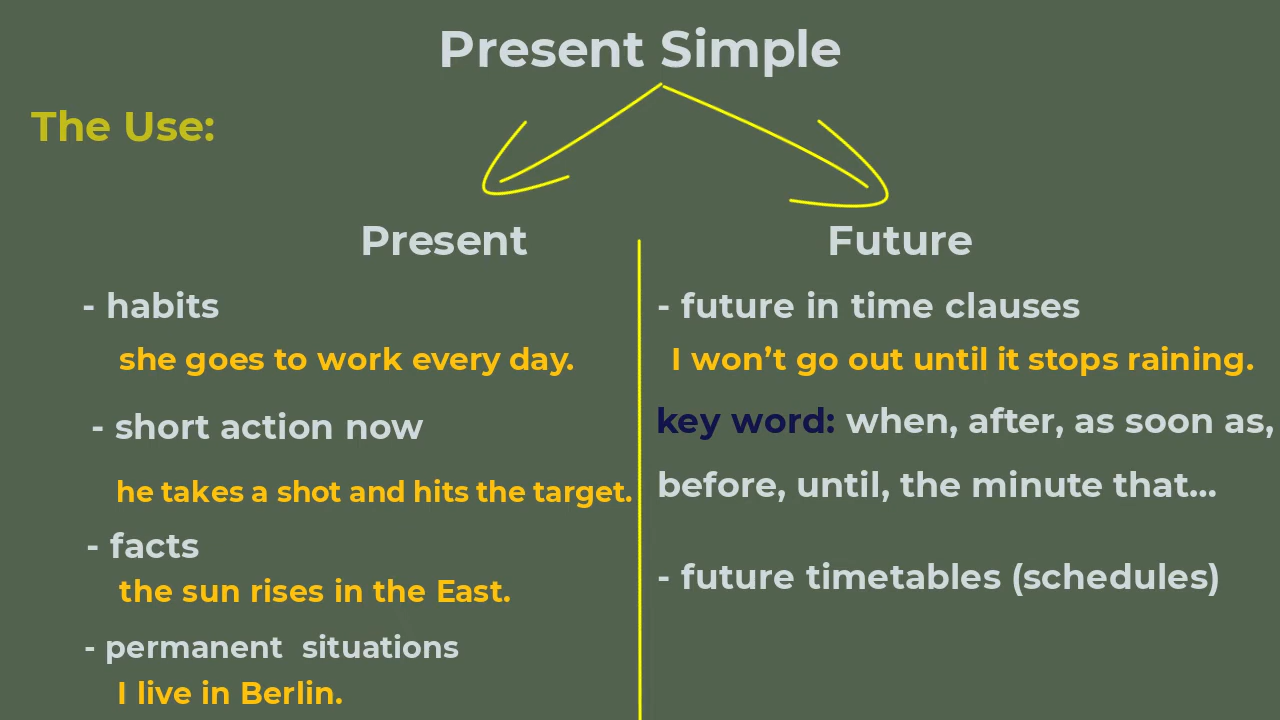 Present Simple
The Use:
Present
- habits
she goes to work every day.
- short action now
he takes a shot and hits the target.
- facts
the sun rises in the East.
- permanent  situations
I live in Berlin.
Future
- future in time clauses
I won’t go out until it stops raining.
key word: when, after, as soon as,
before, until, the minute that...
- future timetables (schedules)